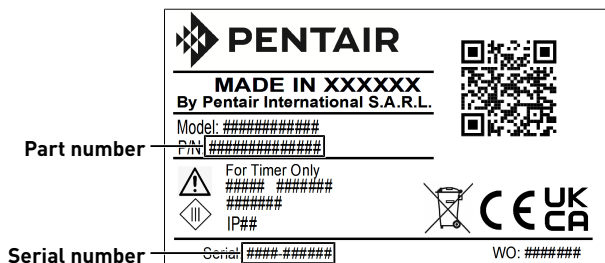 PENTAIR
MADE IN XXXXXX
By Pentair International S.A.R.L.
Model: ############
Part number
P/N: ##############
For Timer Only
##### #######
#######
IP##
CE UK CA
Serial number
Serial: #### ######
WO: #######